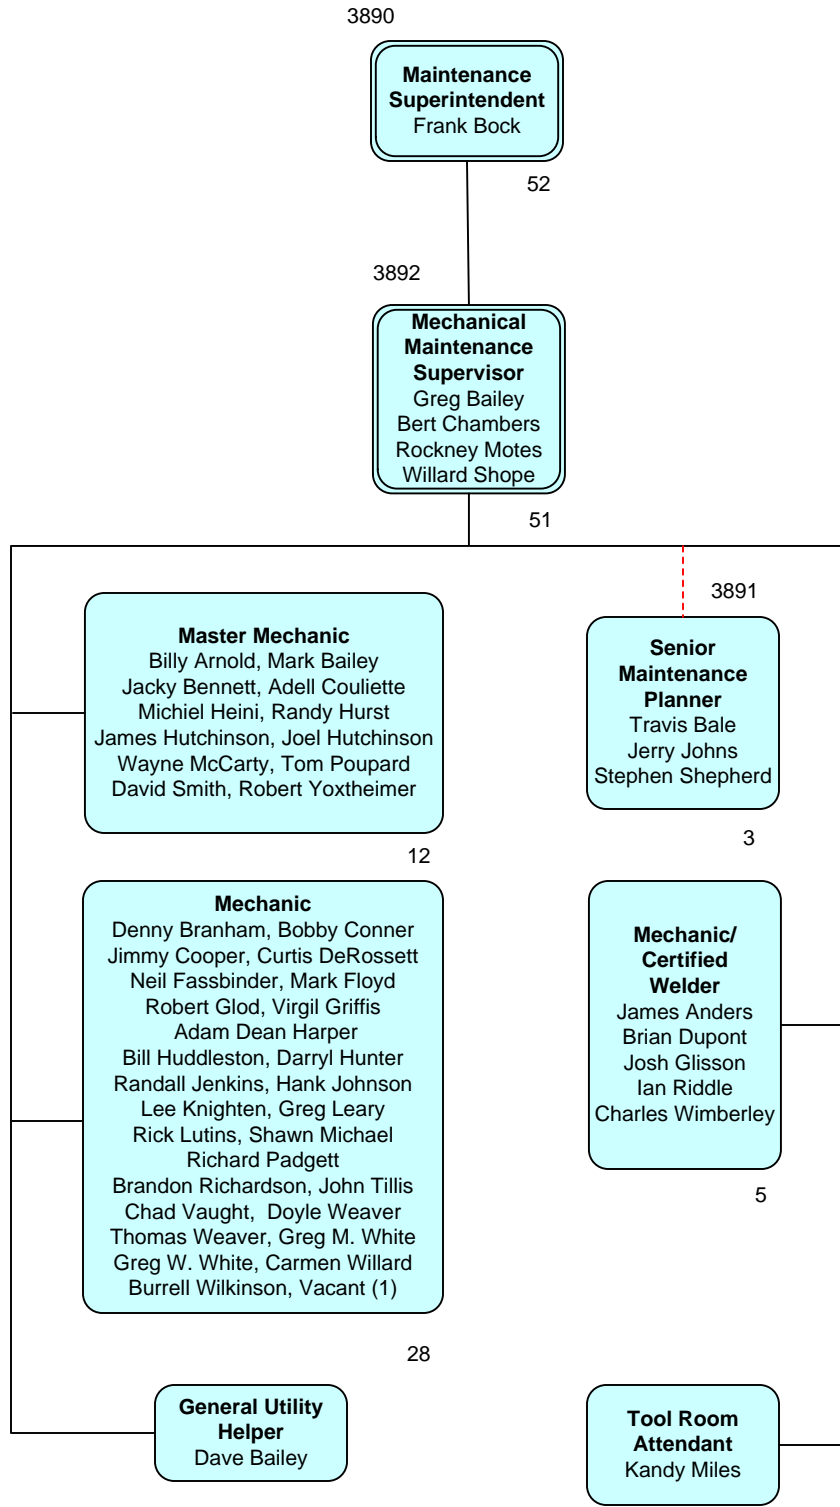 3890
Maintenance
Superintendent
Frank Bock
52
3892
Mechanical
Maintenance
Supervisor
Greg Bailey
Bert Chambers
Rockney Motes
Willard Shope
51
Master Mechanic
Billy Arnold, Mark Bailey
Jacky Bennett, Adell Couliette
Michiel Heini, Randy Hurst
James Hutchinson, Joel Hutchinson
Wayne McCarty, Tom Poupard
David Smith, Robert Yoxtheimer
12
3891
Senior
Maintenance
Planner
Travis Bale
Jerry Johns
Stephen Shepherd
3
Mechanic
Denny Branham, Bobby Conner
Jimmy Cooper, Curtis DeRossett
Neil Fassbinder, Mark Floyd
Robert Glod, Virgil Griffis
Adam Dean Harper
Bill Huddleston, Darryl Hunter
Randall Jenkins, Hank Johnson
Lee Knighten, Greg Leary
Rick Lutins, Shawn Michael
Richard Padgett
Brandon Richardson, John Tillis
Chad Vaught,  Doyle Weaver
Thomas Weaver, Greg M. White
Greg W. White, Carmen Willard
Burrell Wilkinson, Vacant (1)
28
Mechanic/
Certified
Welder
James Anders
Brian Dupont
Josh Glisson
Ian Riddle
Charles Wimberley
5
General Utility
Helper
Dave Bailey
Tool Room
Attendant
Kandy Miles